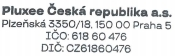 Pluxee Česká republika a.s.
Plzeňská 3350/18, 150 00 Praha 5
IČO: 618 60 476
DIČ: CZ61860476